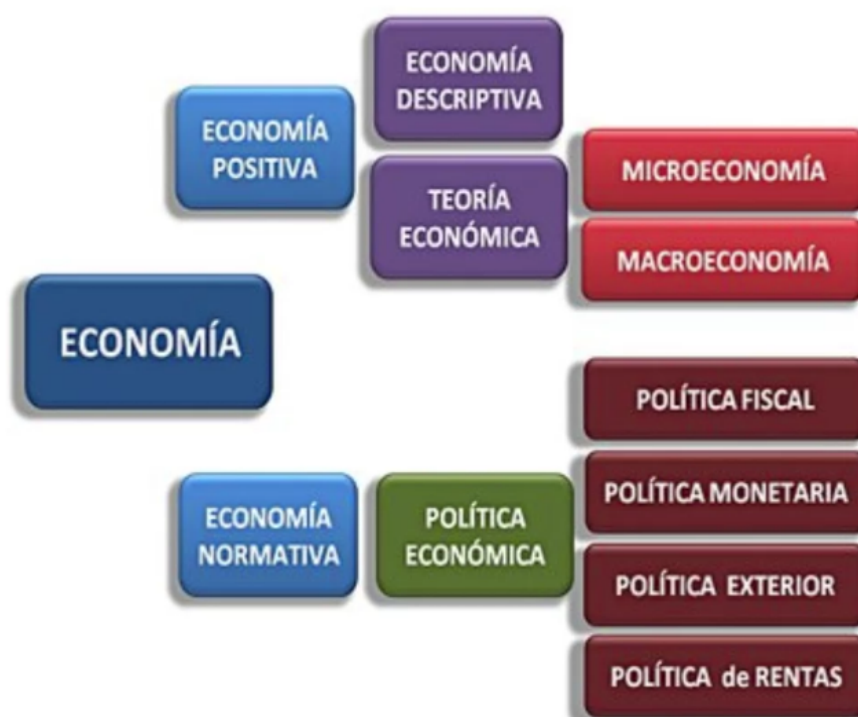 ECONOMÍA
DESCRIPTIVA
ECONOMÍA
POSITIVA
TEORÍA
ECONÓMICA
MICROECONOMÍA
MACROECONOMÍA
ECONOMÍA
POLÍTICA FISCAL
POLÍTICA MONETARIA
ECONOMÍA
NORMATIVA
POLÍTICA
ECONÓMICA
POLÍTICA EXTERIOR
POLÍTICA de RENTAS